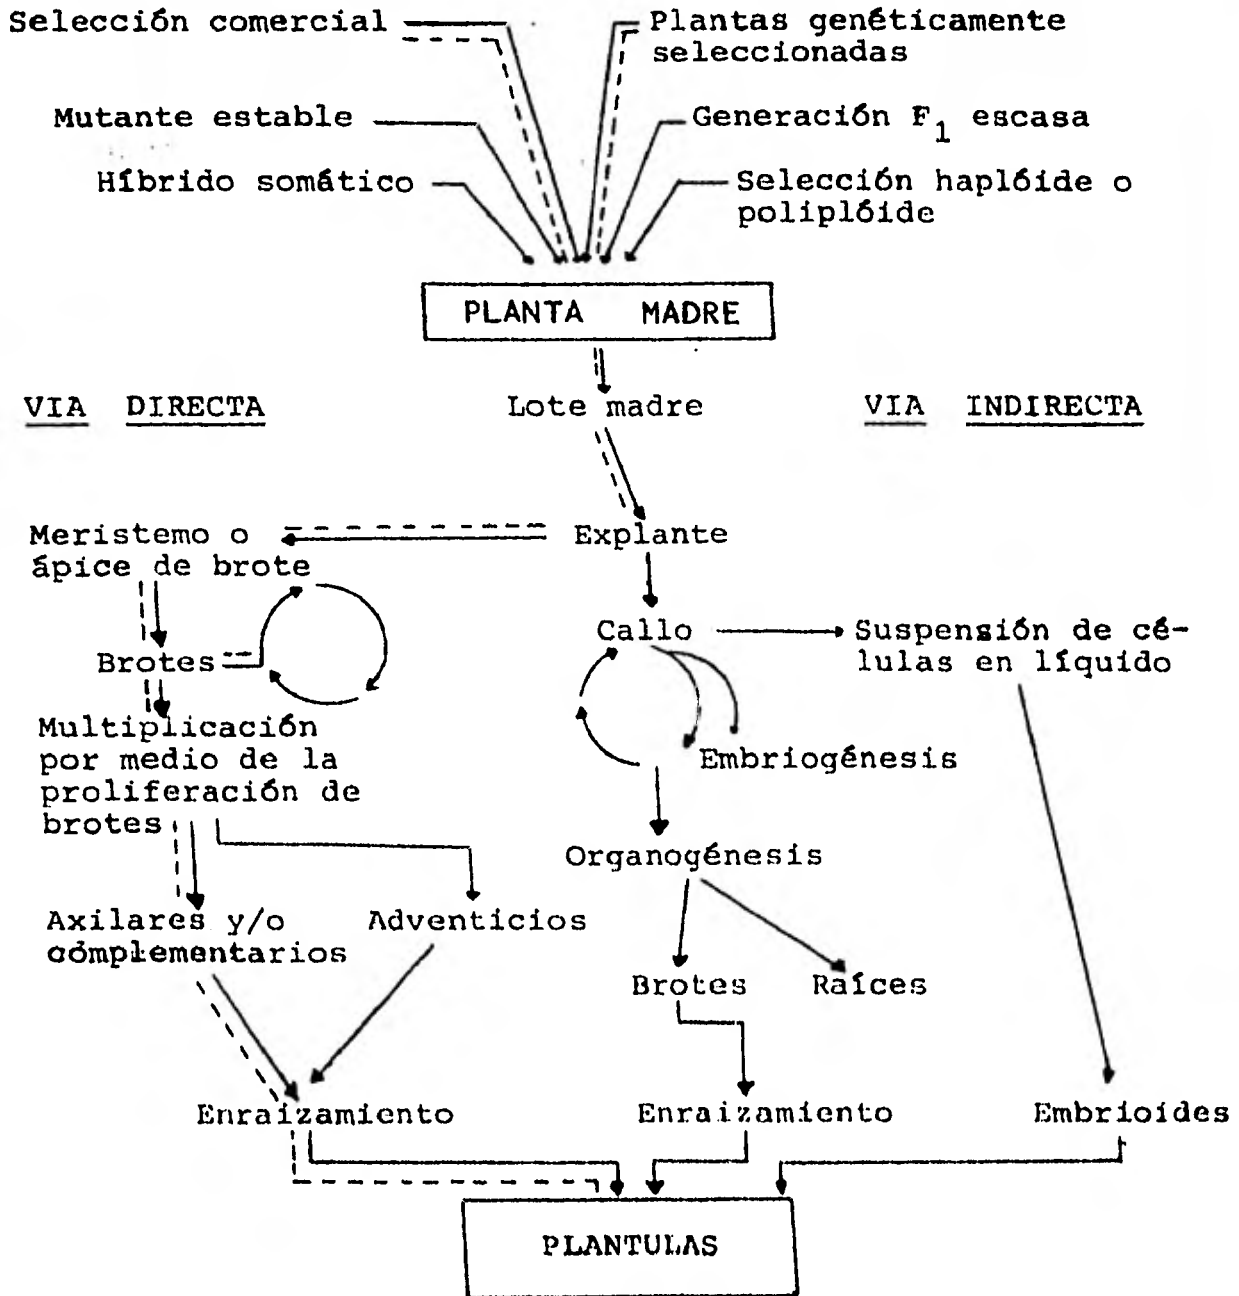 Selección comercial
Plantas genéticamente
seleccionadas
Mutante estable
Generación F1 escasa
Híbrido somático
Selección haplóide o
poliplóide
PLANTA MADRE
Lote madre
VIA DIRECTA
VIA INDIRECTA
Meristemo o
ápice de brote
Explante
Callo
Suspensión de cé-
lulas en líquido
Brotes
Multiplicación
por medio de la
proliferación de
brotes
Embriogénesis
Organogénesis
Axilares y/o
cómplementarios
Adventicios
Brotes
Raíces
Enraizamiento
Enraizamiento
Embrioídes
PLANTULAS